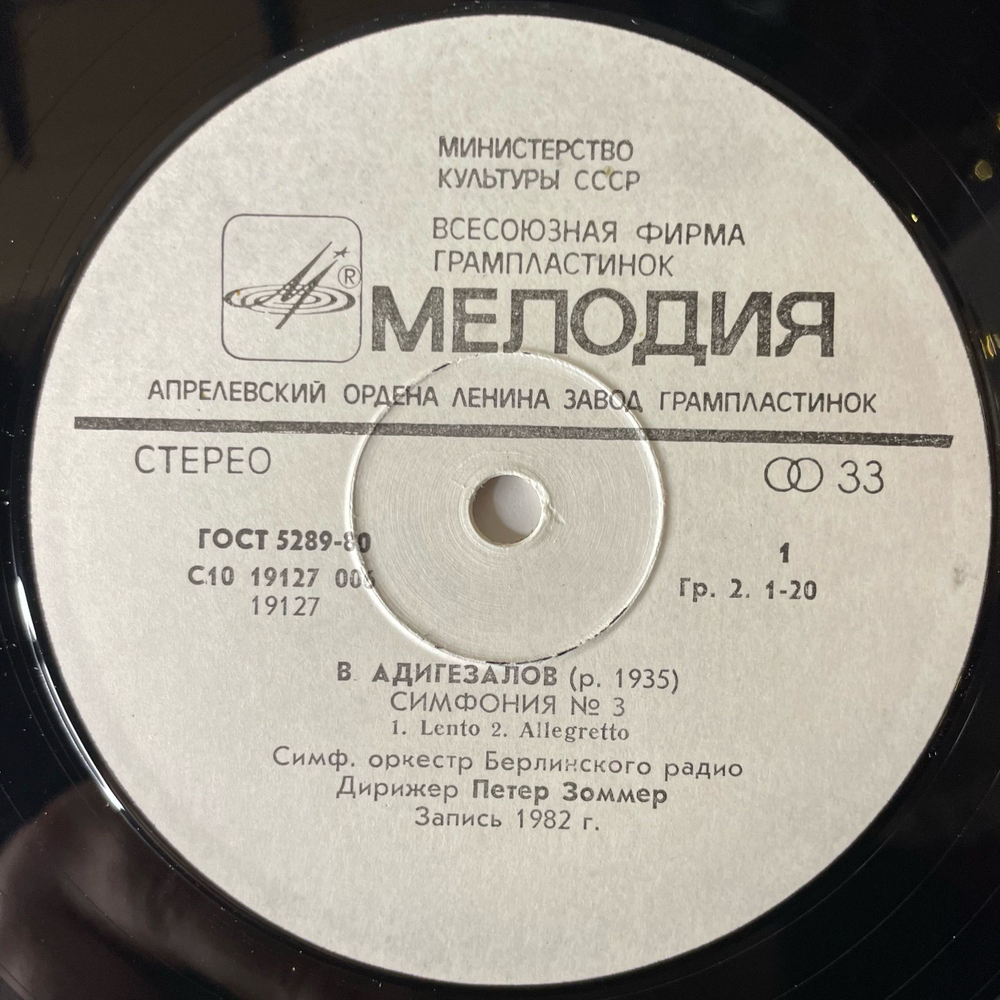 МИНИСТЕРСТВО
КУЛЬТУРЫ СССР
ВСЕСОЮЗНАЯ ФИРМА
ГРАМПЛАСТИНОК
®
МЕЛОДИЯ
АПРЕЛЕВСКИЙ ОРДЕНА ЛЕНИНА ЗАВОД ГРАМПЛАСТИНОК
СТЕРЕО
33
ГОСТ 5289-80
1
С10 19127 005
Гр. 2. 1-20
19127
В. АДИГЕЗАЛОВ (р. 1935)
СИМФОНИЯ № 3
1. Lento 2. Allegretto
Симф. оркестр Берлинского радио
Дирижер Петер Зоммер
Запись 1982 г.